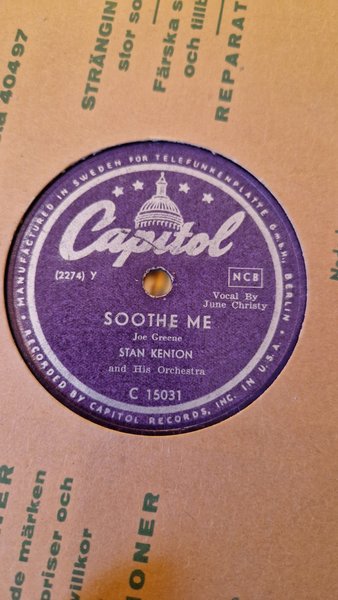 40497
STRÄNGIN
stor so
Färska s
och tillb
REPARAT
MANUFACTURED IN SWEDEN FOR TELEFUNKENPLATTE G.m.b.H., BERLIN
Capitol
(2274) Y
NCB
Vocal By
June Christy
SOOTHE ME
Joe Greene
STAN KENTON
and His Orchestra
C 15031
RECORDED BY CAPITOL RECORDS, INC. IN U.S.A.
TER
de märken
oriser och
villkor
IONER